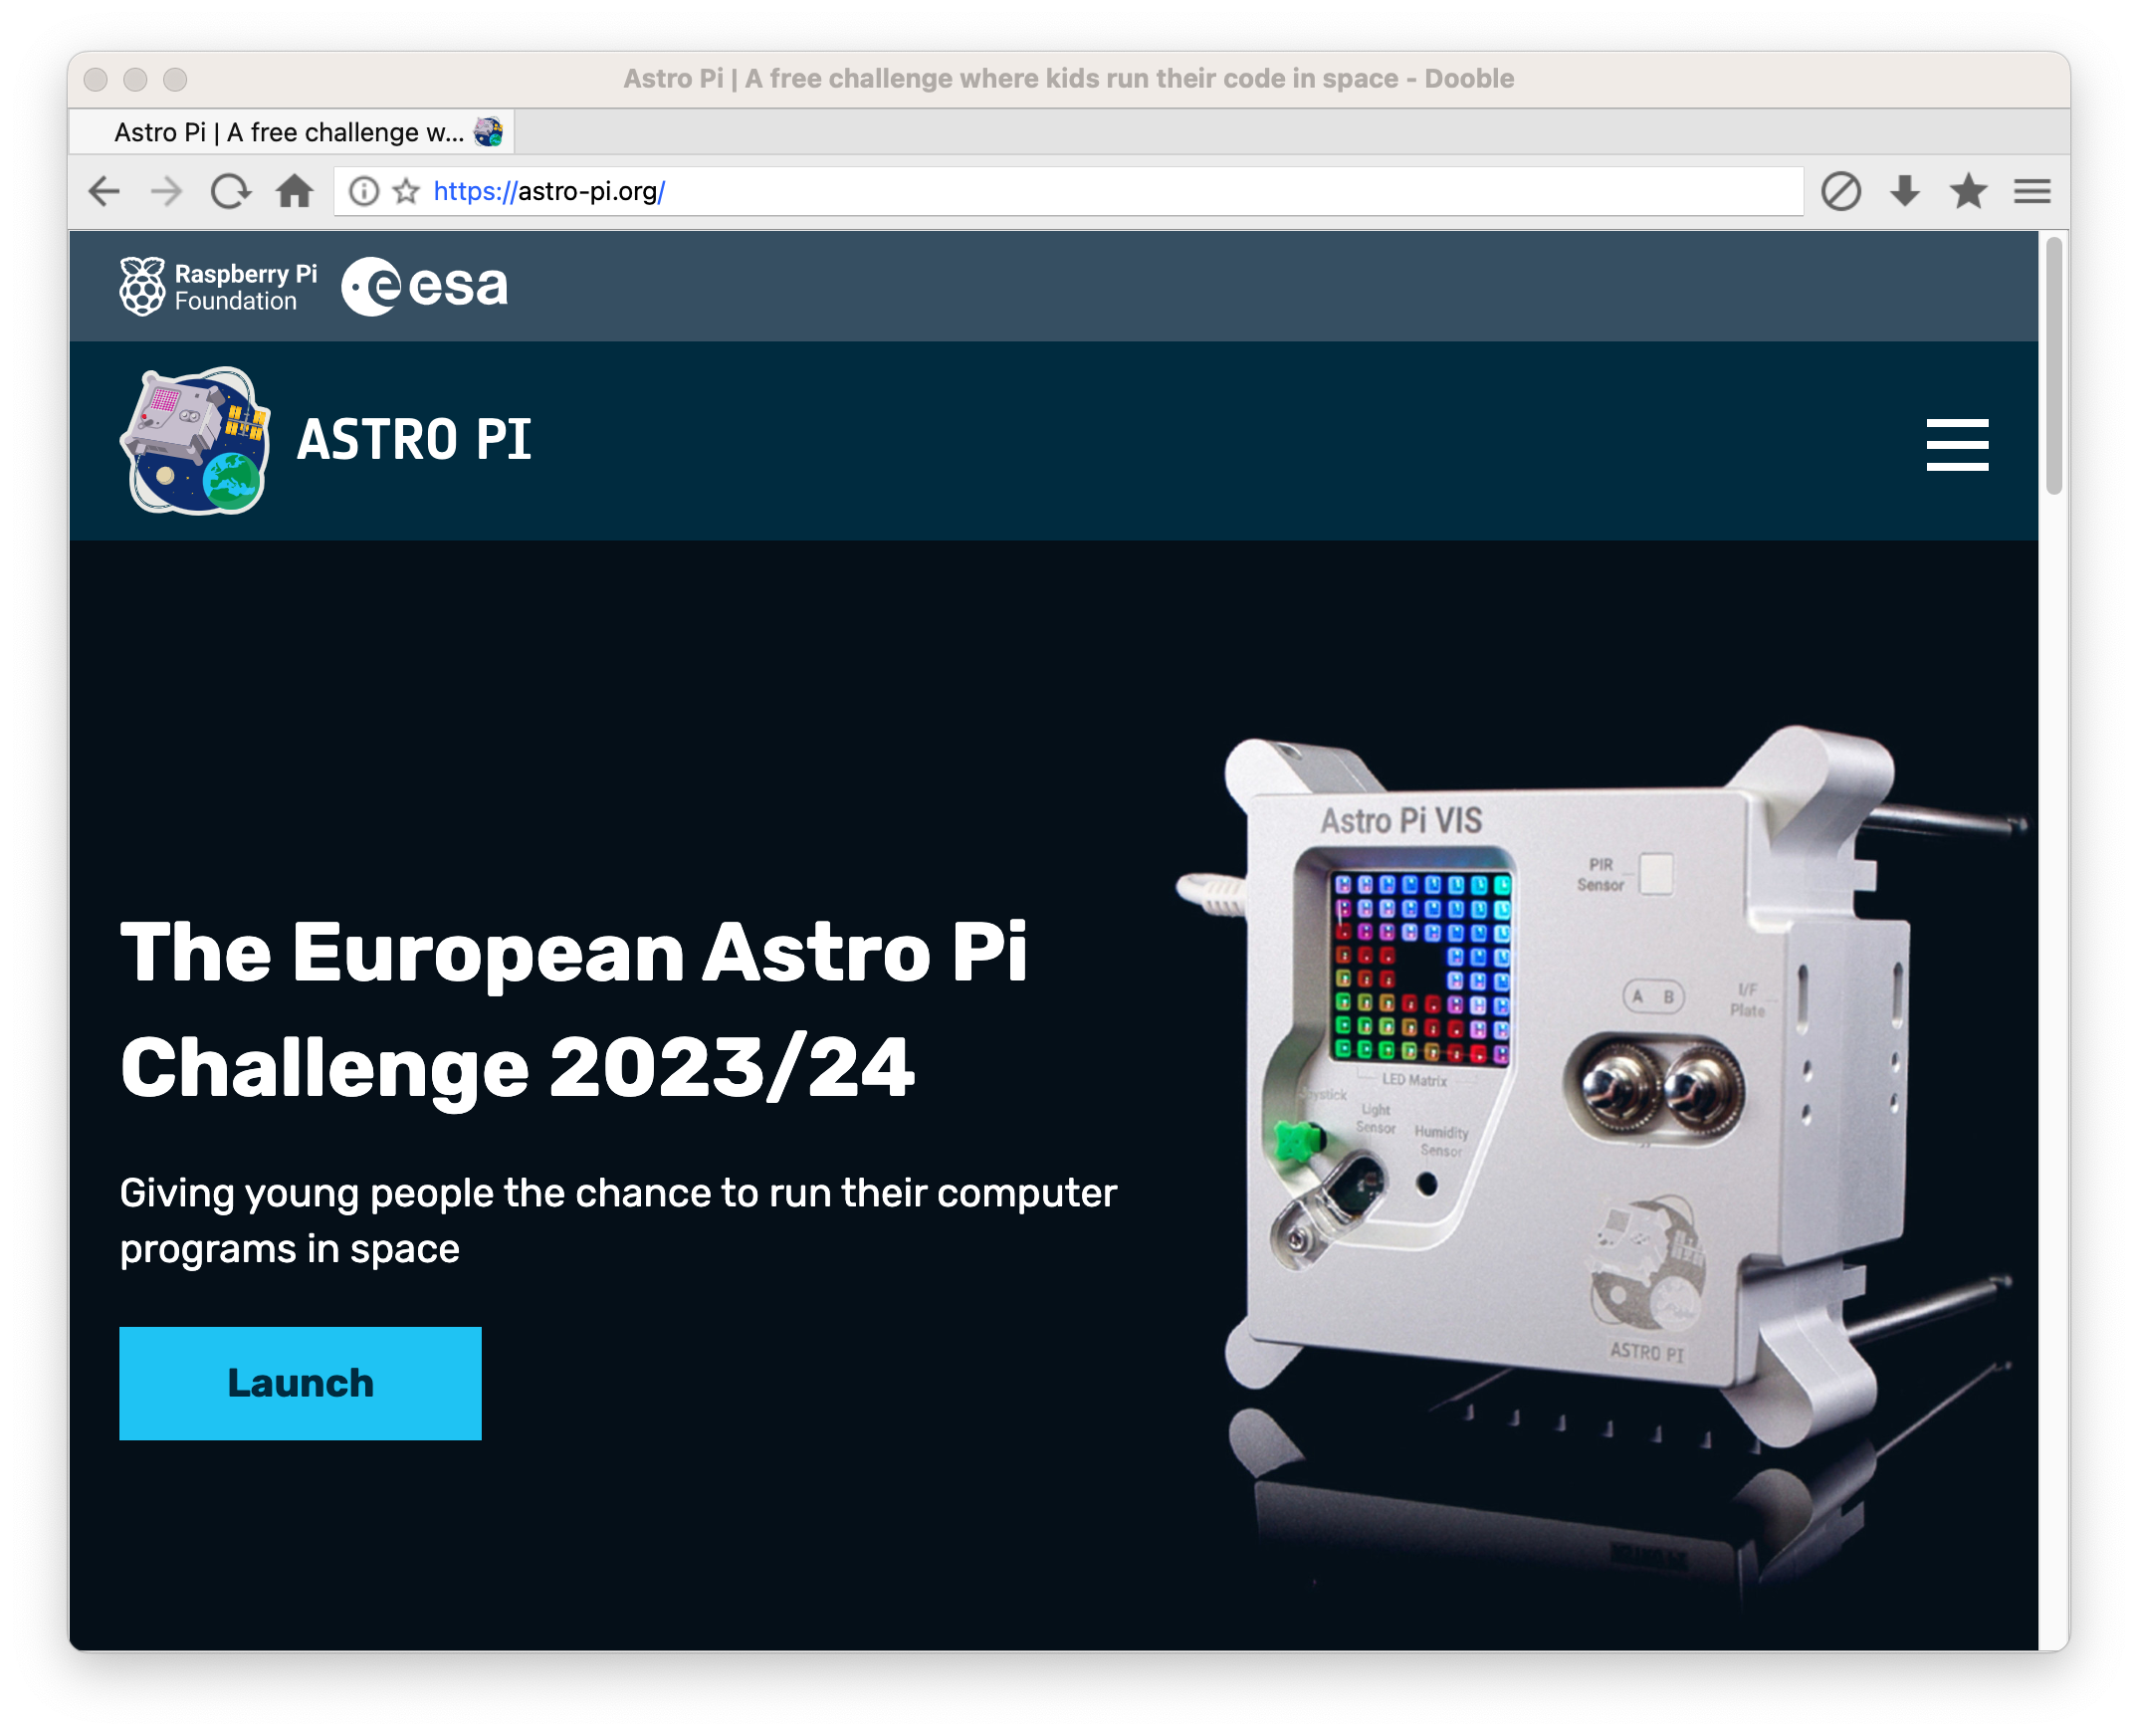 Astro Pi | A free challenge where kids run their code in space - Dooble
Astro Pi | A free challenge w...
https://astro-pi.org/
Raspberry Pi
Foundation
esa
ASTRO PI
The European Astro Pi
Challenge 2023/24
Giving young people the chance to run their computer
programs in space
Launch
Astro Pi VIS
PIR
Sensor
A B
I/F
Plate
LED Matrix
Light
Sensor
Humidity
Sensor
ASTRO PI